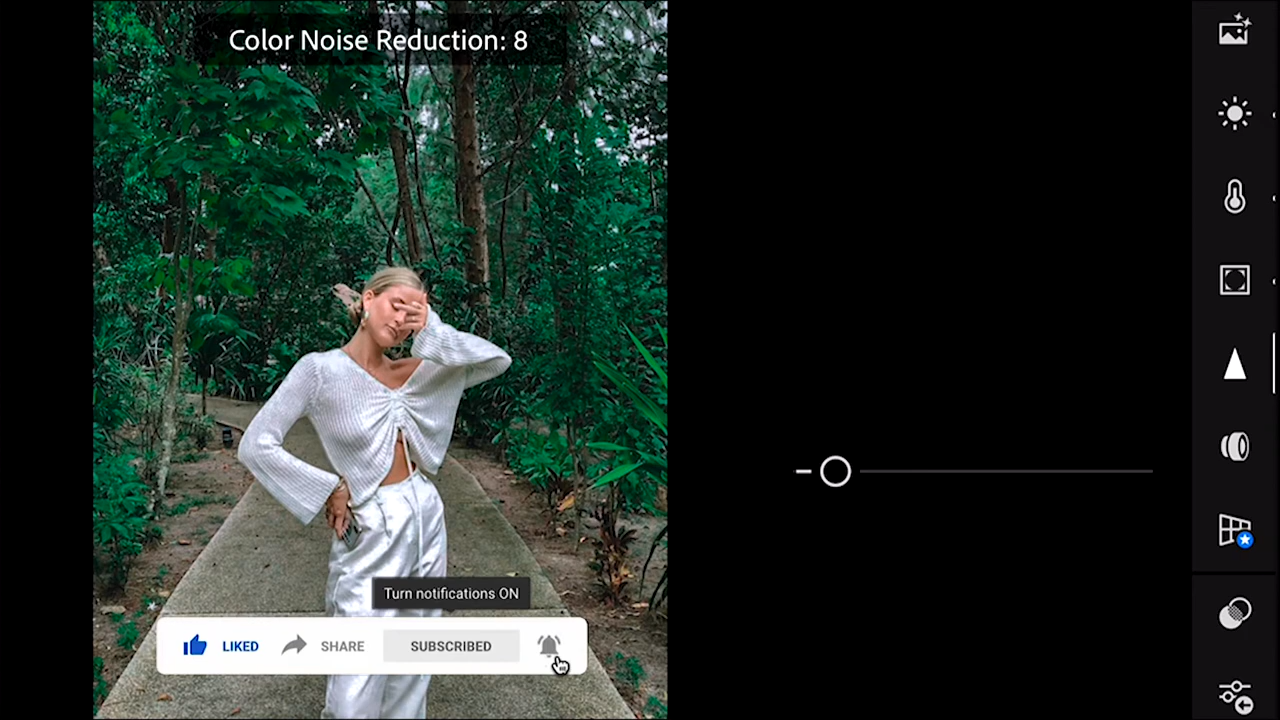 Color Noise Reduction: 8
Turn notifications ON
LIKED
SHARE
SUBSCRIBED